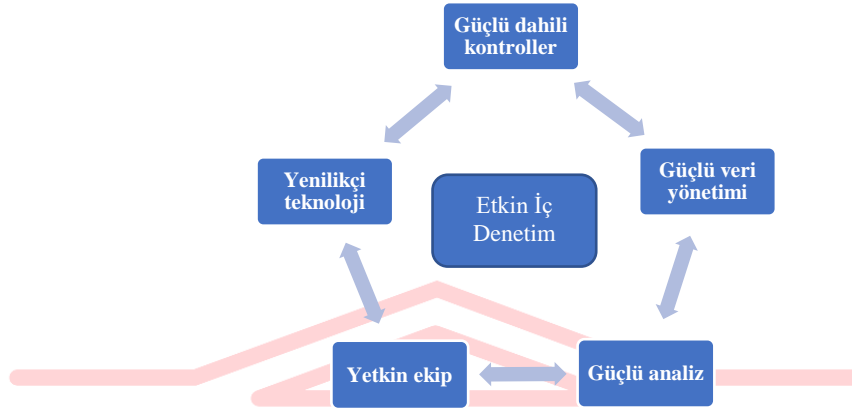 Güçlü dahili
kontroller
Yenilikçi
teknoloji
Güçlü veri
yönetimi
Etkin İç
Denetim
Yetkin ekip
Güçlü analiz